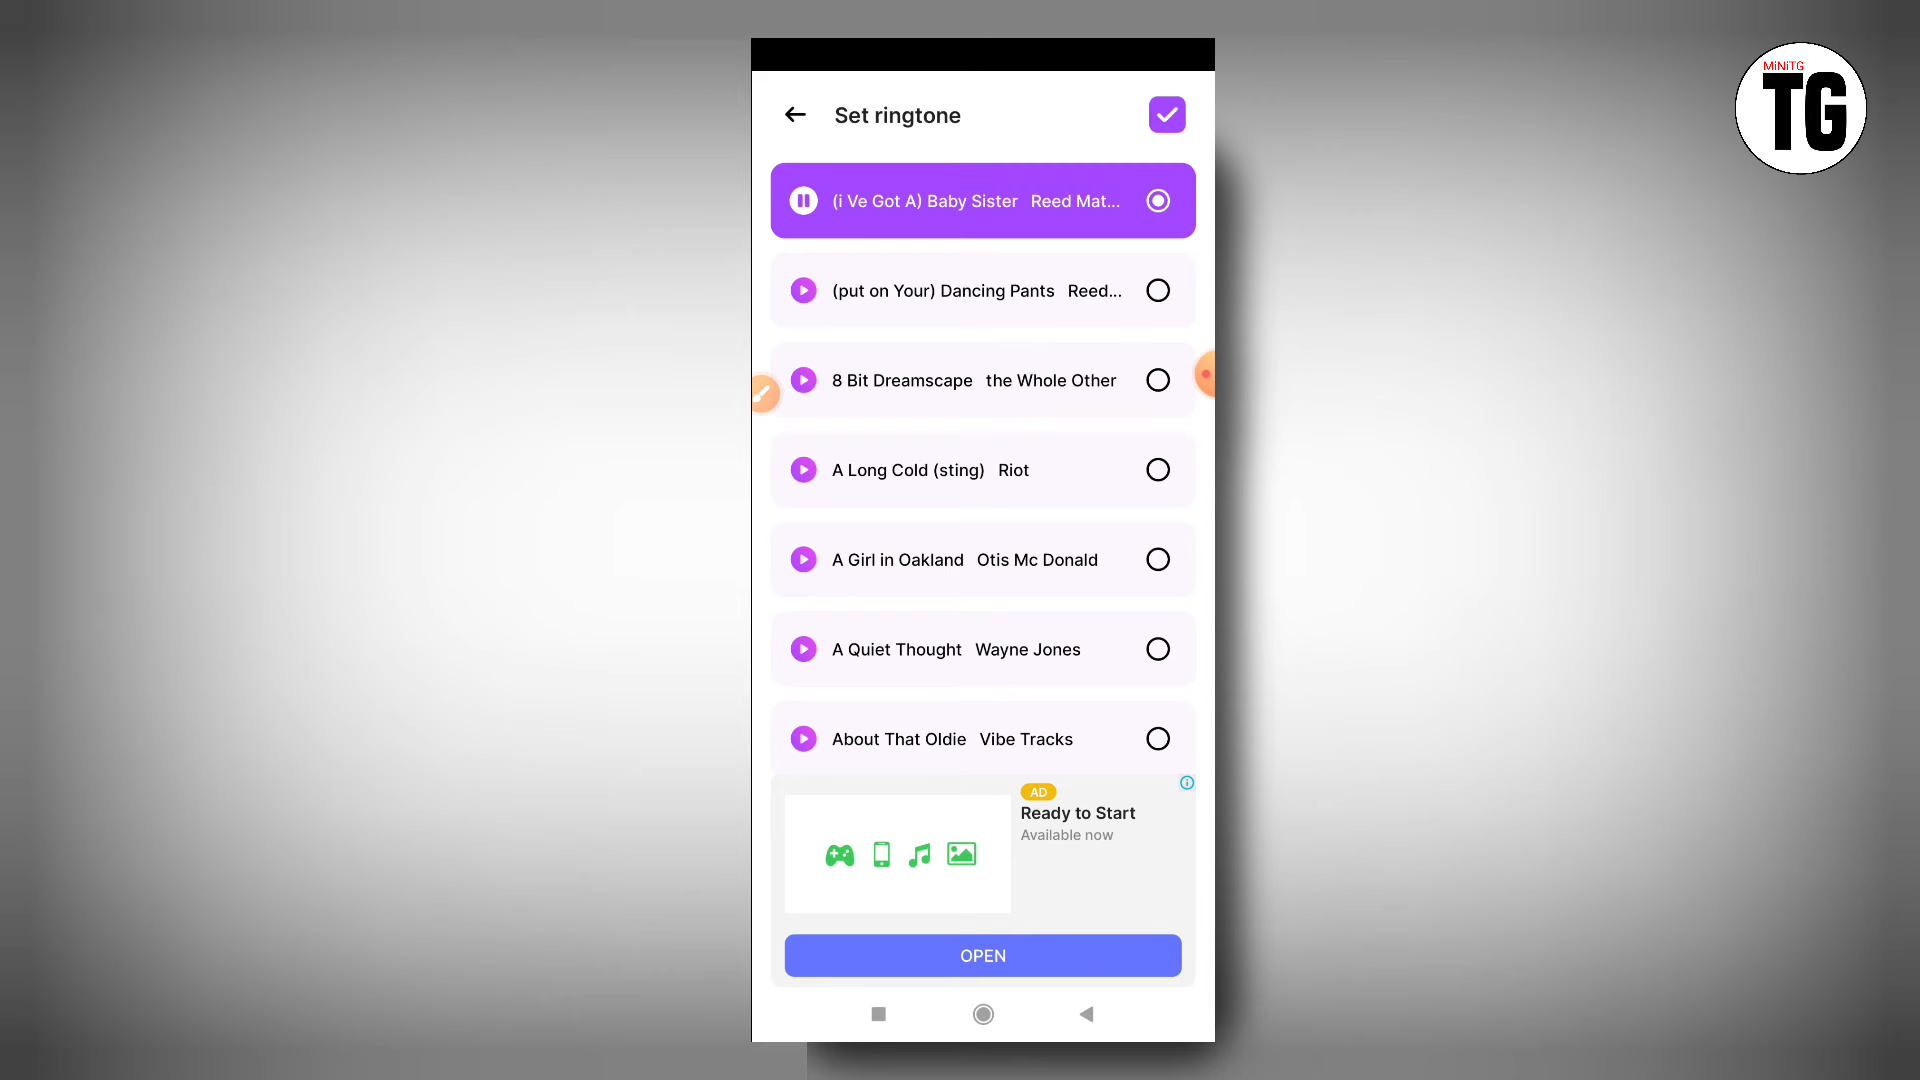 MiNiTG
TG
Set ringtone
(i Ve Got A) Baby Sister Reed Mat...
(put on Your) Dancing Pants Reed...
8 Bit Dreamscape the Whole Other
A Long Cold (sting) Riot
A Girl in Oakland Otis Mc Donald
A Quiet Thought Wayne Jones
About That Oldie Vibe Tracks
AD
Ready to Start
Available now
OPEN